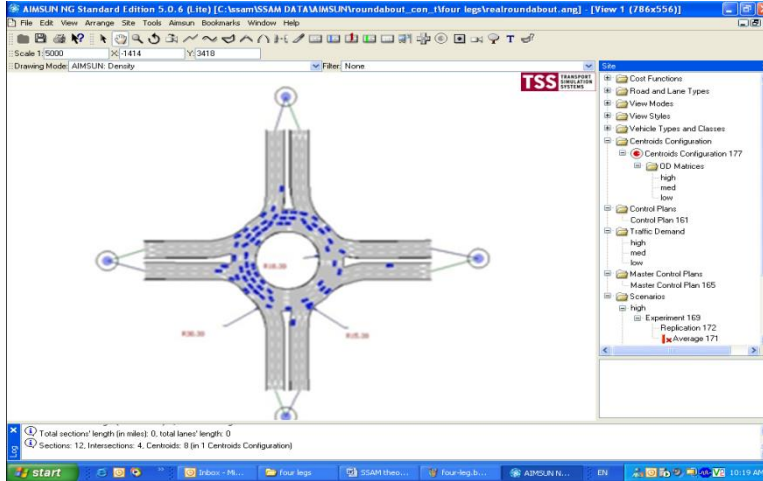 AIMSUN NG Standard Edition 5.0.6 (Lite) [C:\ssam\SSAM DATA\AIMSUN\roundabout_con_t\four legs\realroundabout.ang] - [View 1 (786x556)]
File Edit View Arrange Site Tools Aimsun Bookmarks Window Help
Scale 1: 5000 X: -1414 Y: 3418
Drawing Mode: AIMSUN: Density Filter: None
TSS TRANSPORT SIMULATION SYSTEMS
Site
Cost Functions
Road and Lane Types
View Modes
View Styles
Vehicle Types and Classes
Centroids Configuration
Centroids Configuration 177
OD Matrices
high
med
low
Control Plans
Control Plan 161
Traffic Demand
high
med
low
Master Control Plans
Master Control Plan 165
Scenarios
high
Experiment 169
Replication 172
Average 171
Log
Total sections' length (in miles): 0, total lanes' length: 0
Sections: 12, Intersections: 4, Centroids: 8 (in 1 Centroids Configuration)
start Inbox - Mi... four legs SSAM theo... four-leg.b... AIMSUN N... EN 10:19 AM